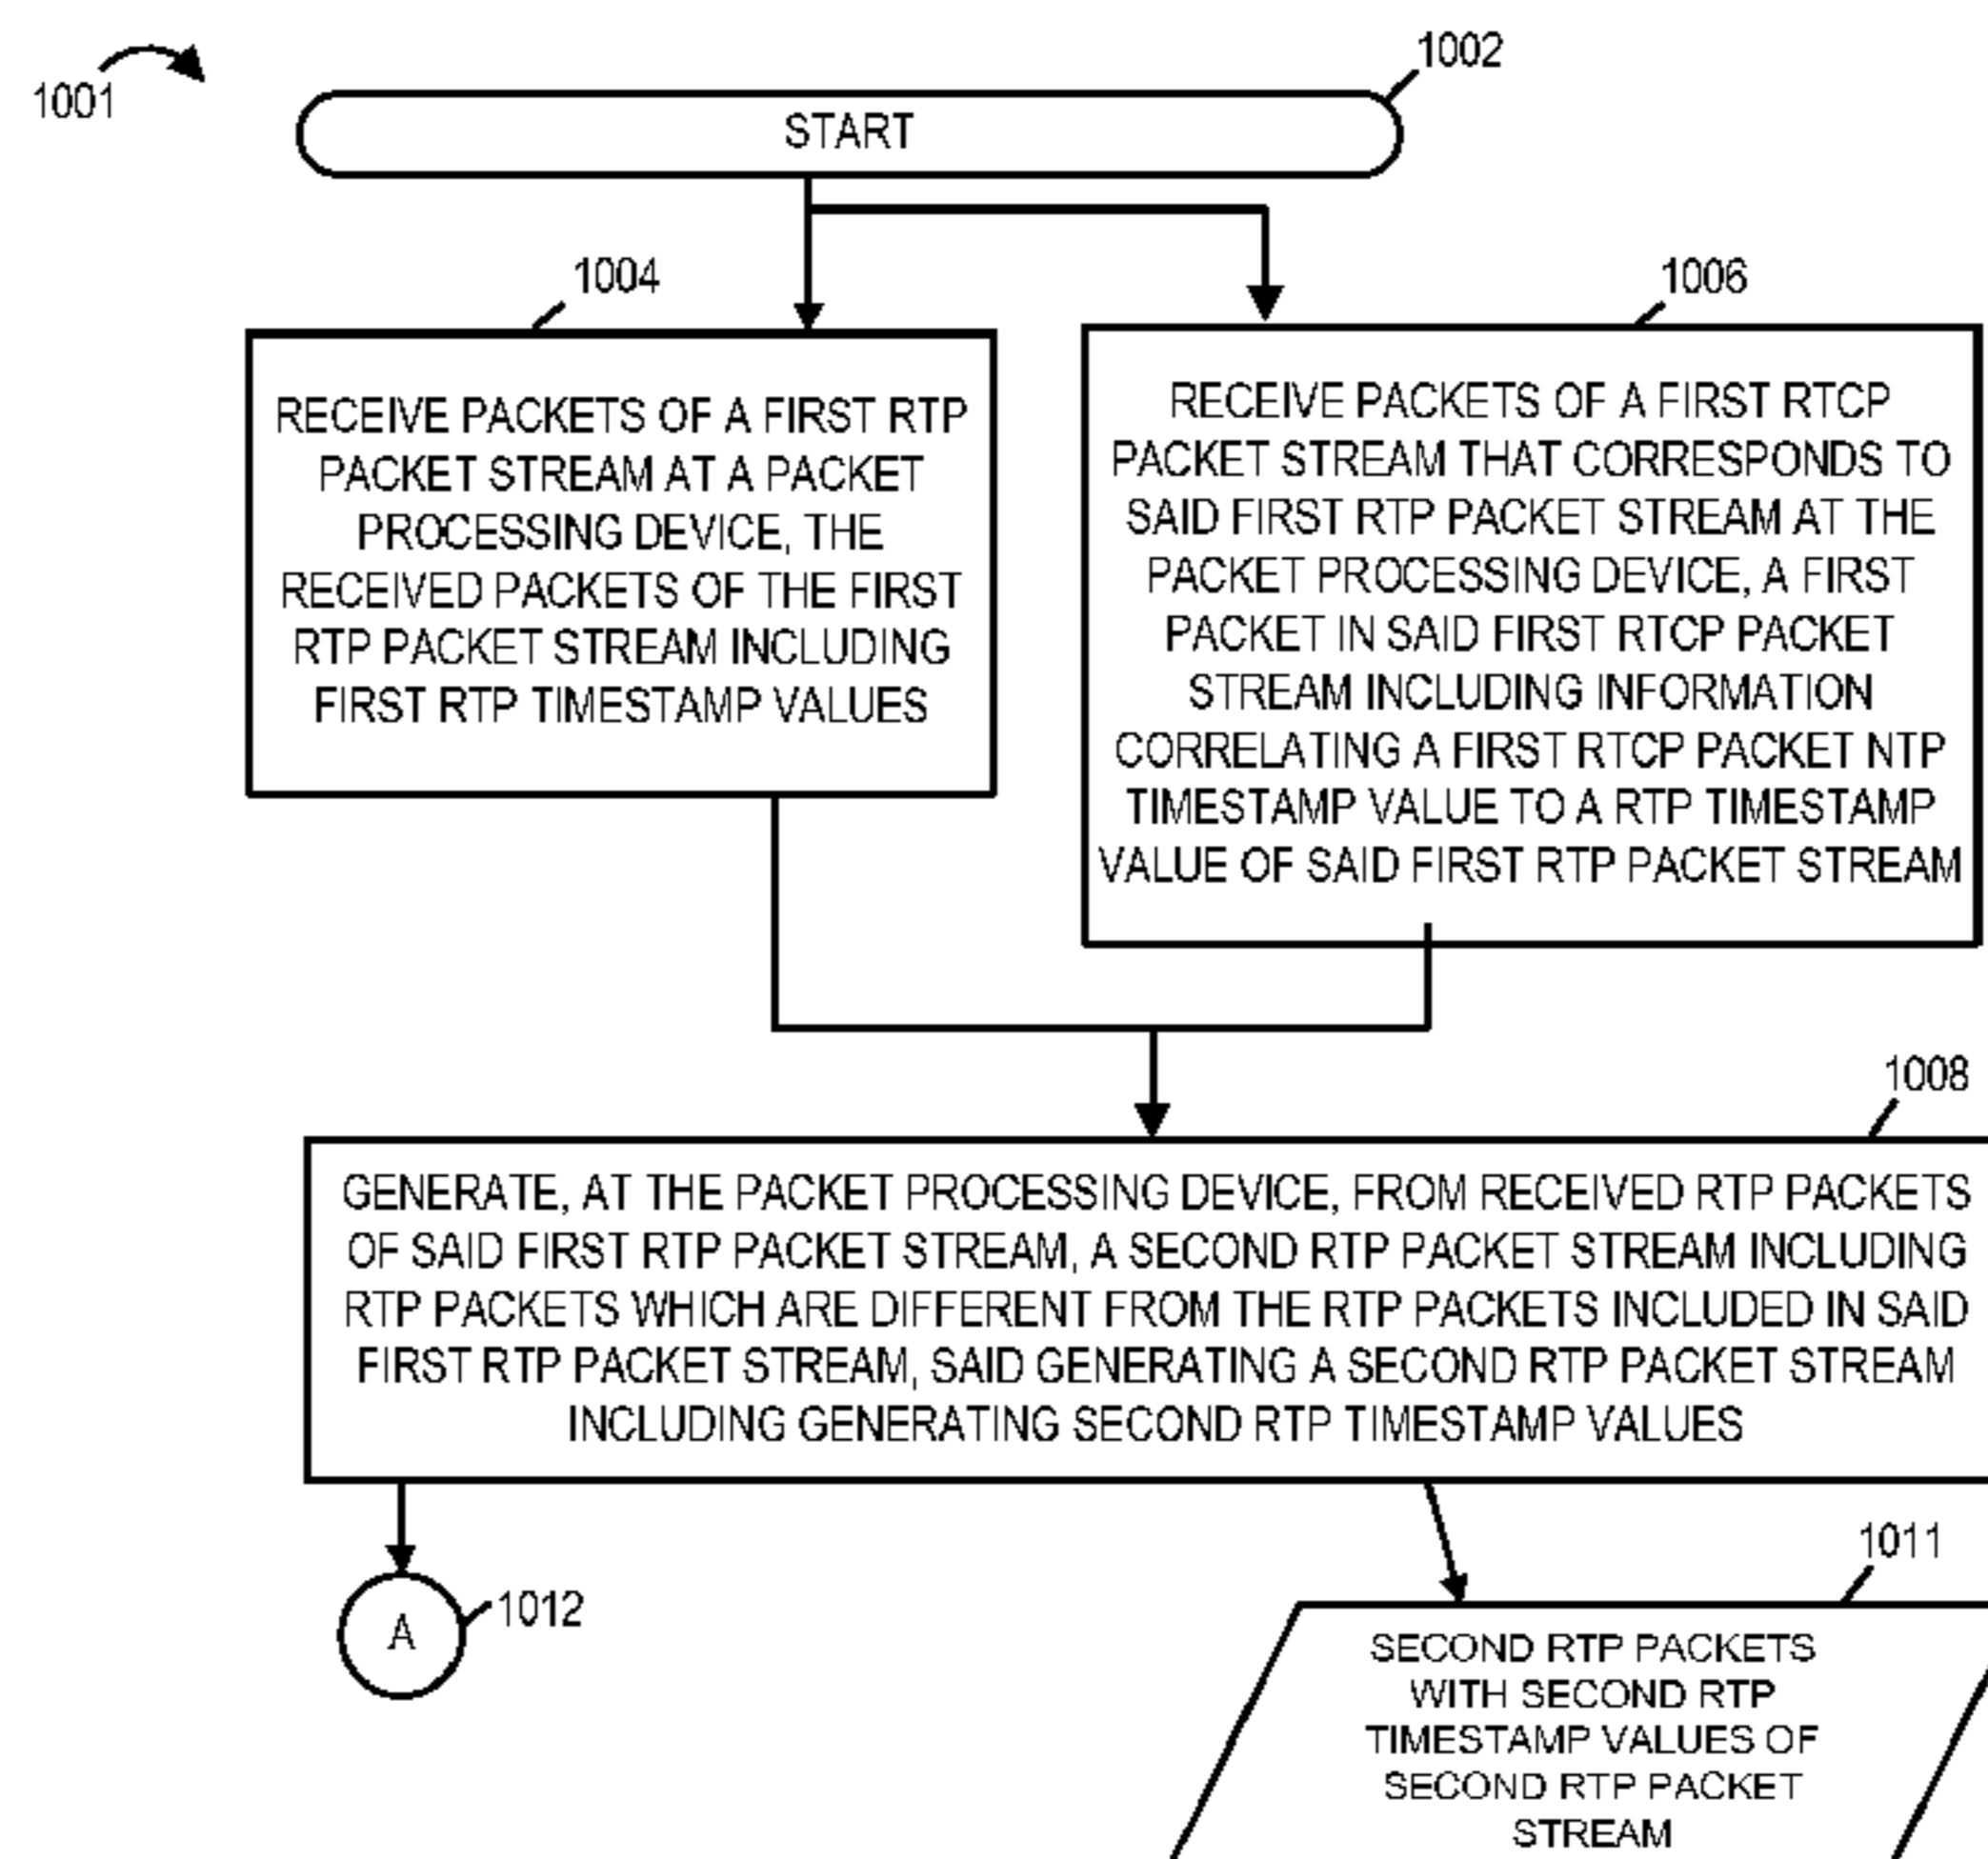 1001
1002
START
1004
RECEIVE PACKETS OF A FIRST RTP
PACKET STREAM AT A PACKET
PROCESSING DEVICE, THE
RECEIVED PACKETS OF THE FIRST
RTP PACKET STREAM INCLUDING
FIRST RTP TIMESTAMP VALUES
1006
RECEIVE PACKETS OF A FIRST RTCP
PACKET STREAM THAT CORRESPONDS TO
SAID FIRST RTP PACKET STREAM AT THE
PACKET PROCESSING DEVICE, A FIRST
PACKET IN SAID FIRST RTCP PACKET
STREAM INCLUDING INFORMATION
CORRELATING A FIRST RTCP PACKET NTP
TIMESTAMP VALUE TO A RTP TIMESTAMP
VALUE OF SAID FIRST RTP PACKET STREAM
1008
GENERATE, AT THE PACKET PROCESSING DEVICE, FROM RECEIVED RTP PACKETS
OF SAID FIRST RTP PACKET STREAM, A SECOND RTP PACKET STREAM INCLUDING
RTP PACKETS WHICH ARE DIFFERENT FROM THE RTP PACKETS INCLUDED IN SAID
FIRST RTP PACKET STREAM, SAID GENERATING A SECOND RTP PACKET STREAM
INCLUDING GENERATING SECOND RTP TIMESTAMP VALUES
A
1012
1011
SECOND RTP PACKETS
WITH SECOND RTP
TIMESTAMP VALUES OF
SECOND RTP PACKET
STREAM